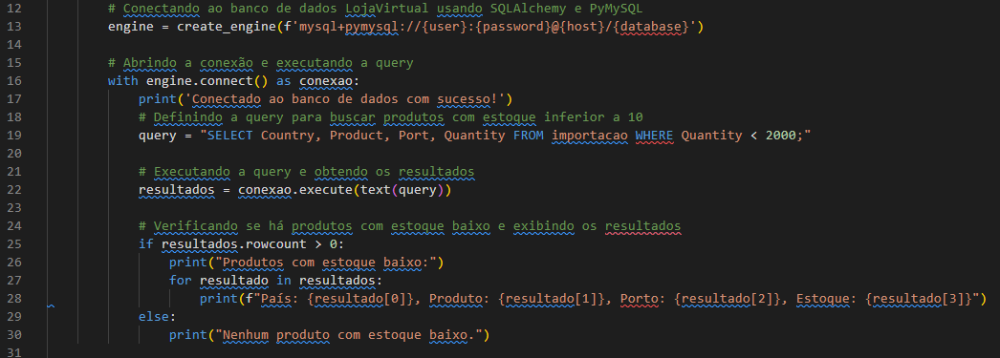 12 # Conectando ao banco de dados LojaVirtual usando SQLAlchemy e PyMySQL
13 engine = create_engine(f'mysql+pymysql://{user}:{password}@{host}/{database}')
14
15 # Abrindo a conexão e executando a query
16 with engine.connect() as conexao:
17 print('Conectado ao banco de dados com sucesso!')
18 # Definindo a query para buscar produtos com estoque inferior a 10
19 query = "SELECT Country, Product, Port, Quantity FROM importacao WHERE Quantity < 2000;"
20
21 # Executando a query e obtendo os resultados
22 resultados = conexao.execute(text(query))
23
24 # Verificando se há produtos com estoque baixo e exibindo os resultados
25 if resultados.rowcount > 0:
26 print("Produtos com estoque baixo:")
27 for resultado in resultados:
28 print(f"País: {resultado[0]}, Produto: {resultado[1]}, Porto: {resultado[2]}, Estoque: {resultado[3]}")
29 else:
30 print("Nenhum produto com estoque baixo.")
31